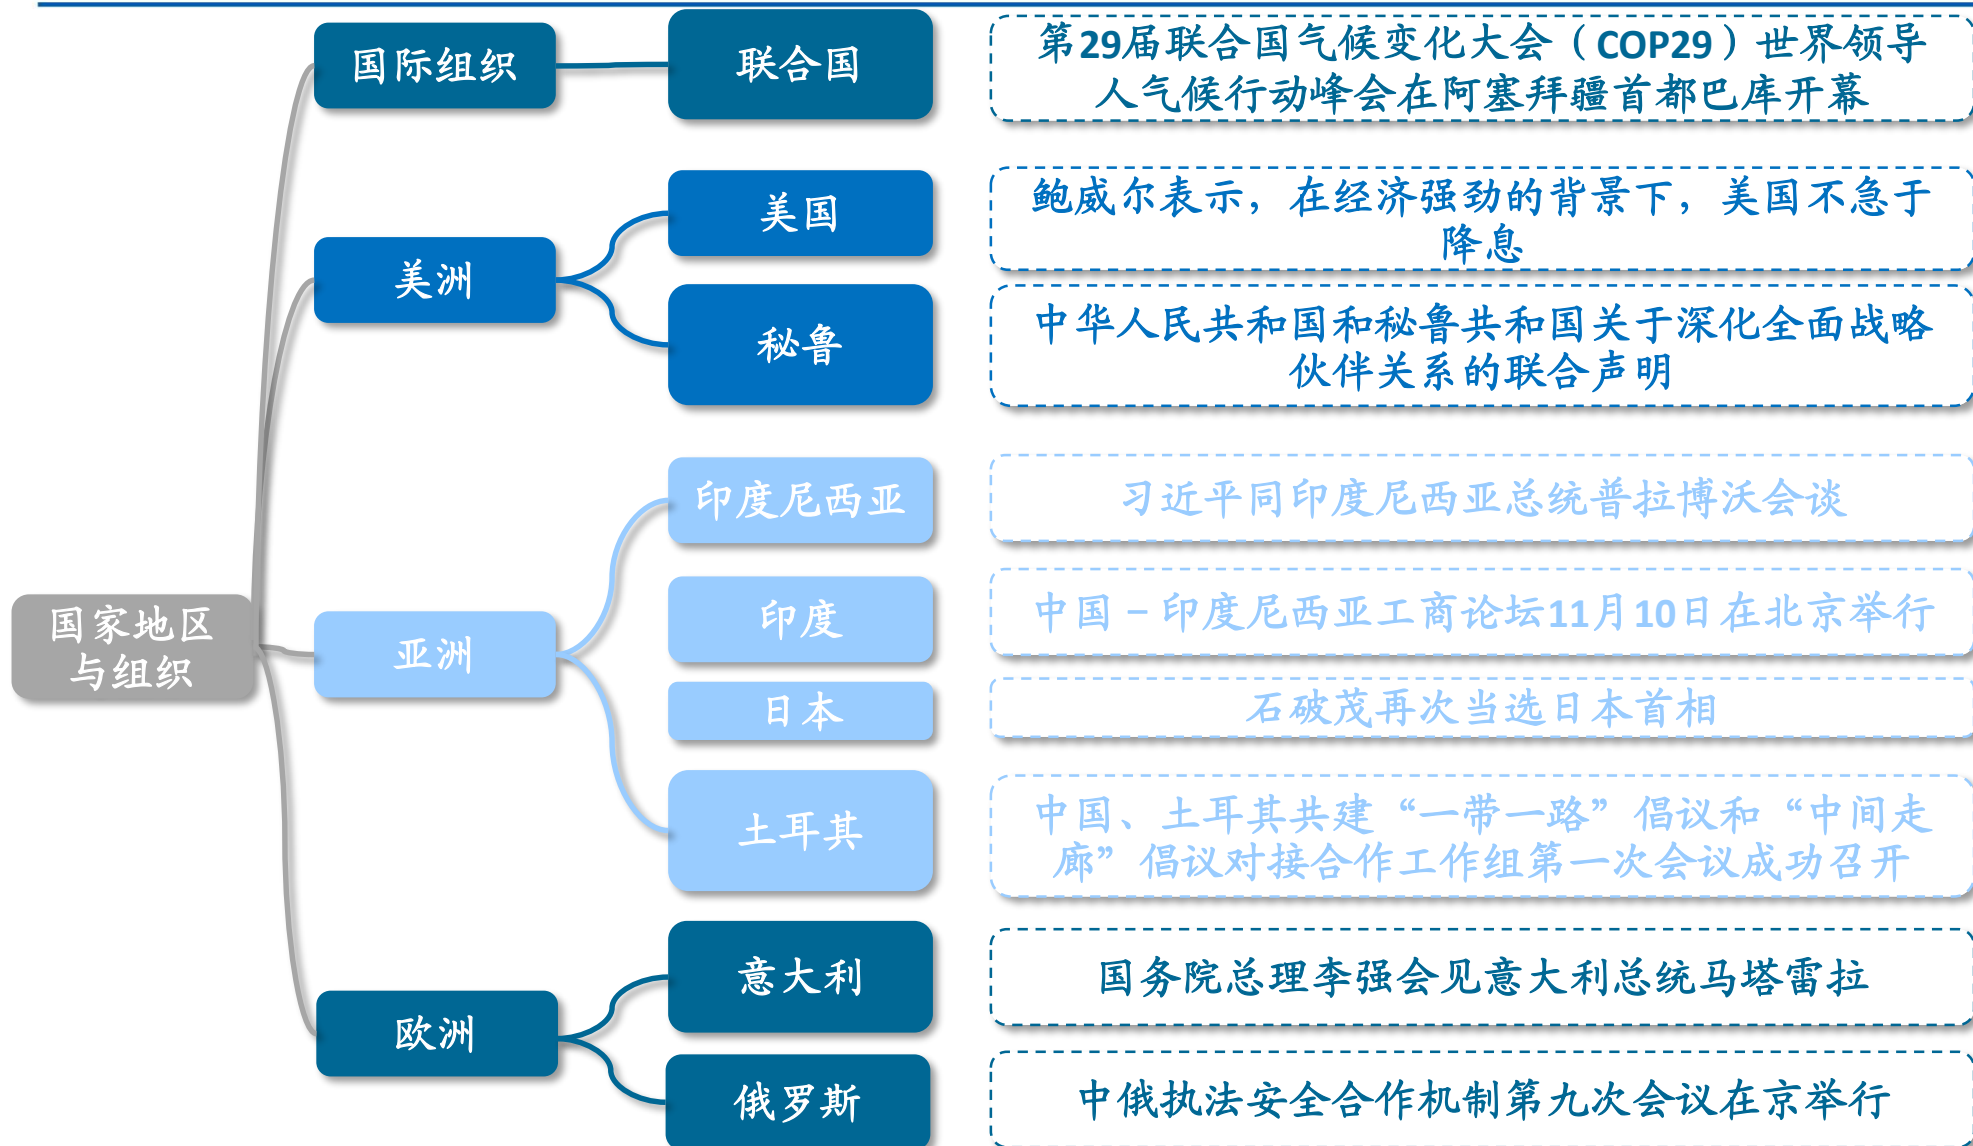 国际组织
联合国
第29届联合国气候变化大会（COP29）世界领导
人气候行动峰会在阿塞拜疆首都巴库开幕
美洲
美国
鲍威尔表示，在经济强劲的背景下，美国不急于
降息
秘鲁
中华人民共和国和秘鲁共和国关于深化全面战略
伙伴关系的联合声明
国家地区
与组织
亚洲
印度尼西亚
习近平同印度尼西亚总统普拉博沃会谈
印度
中国－印度尼西亚工商论坛11月10日在北京举行
日本
石破茂再次当选日本首相
土耳其
中国、土耳其共建“一带一路”倡议和“中间走
廊”倡议对接合作工作组第一次会议成功召开
欧洲
意大利
国务院总理李强会见意大利总统马塔雷拉
俄罗斯
中俄执法安全合作机制第九次会议在京举行